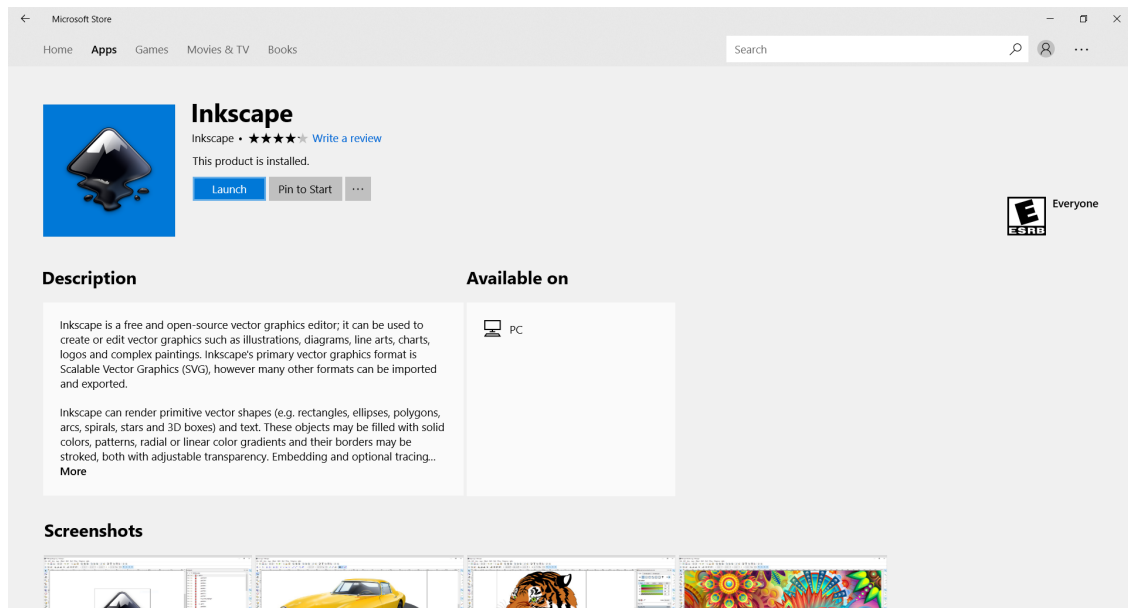 Microsoft Store
Home Apps Games Movies & TV Books Search
Inkscape
Inkscape • Write a review
This product is installed.
Launch Pin to Start ...
E
ESRB
Everyone
Description
Inkscape is a free and open-source vector graphics editor; it can be used to
create or edit vector graphics such as illustrations, diagrams, line arts, charts,
logos and complex paintings. Inkscape's primary vector graphics format is
Scalable Vector Graphics (SVG), however many other formats can be imported
and exported.
Inkscape can render primitive vector shapes (e.g. rectangles, ellipses, polygons,
arcs, spirals, stars and 3D boxes) and text. These objects may be filled with solid
colors, patterns, radial or linear color gradients and their borders may be
stroked, both with adjustable transparency. Embedding and optional tracing...
More
Available on
PC
Screenshots